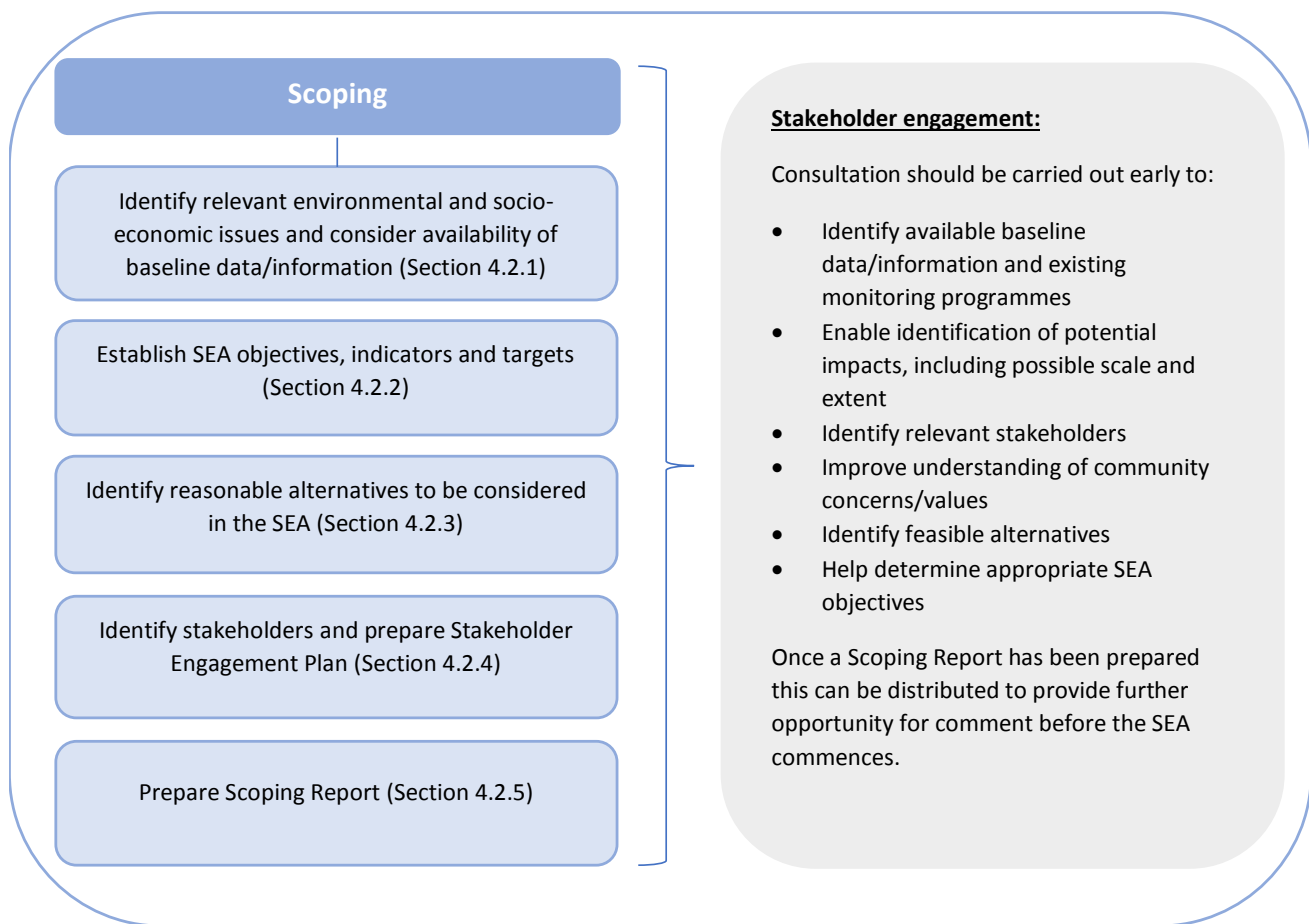 Scoping
Identify relevant environmental and socio-
economic issues and consider availability of
baseline data/information (Section 4.2.1)
Establish SEA objectives, indicators and targets
(Section 4.2.2)
Identify reasonable alternatives to be considered
in the SEA (Section 4.2.3)
Identify stakeholders and prepare Stakeholder
Engagement Plan (Section 4.2.4)
Prepare Scoping Report (Section 4.2.5)
Stakeholder engagement:
Consultation should be carried out early to:
• Identify available baseline
data/information and existing
monitoring programmes
• Enable identification of potential
impacts, including possible scale and
extent
• Identify relevant stakeholders
• Improve understanding of community
concerns/values
• Identify feasible alternatives
• Help determine appropriate SEA
objectives
Once a Scoping Report has been prepared
this can be distributed to provide further
opportunity for comment before the SEA
commences.